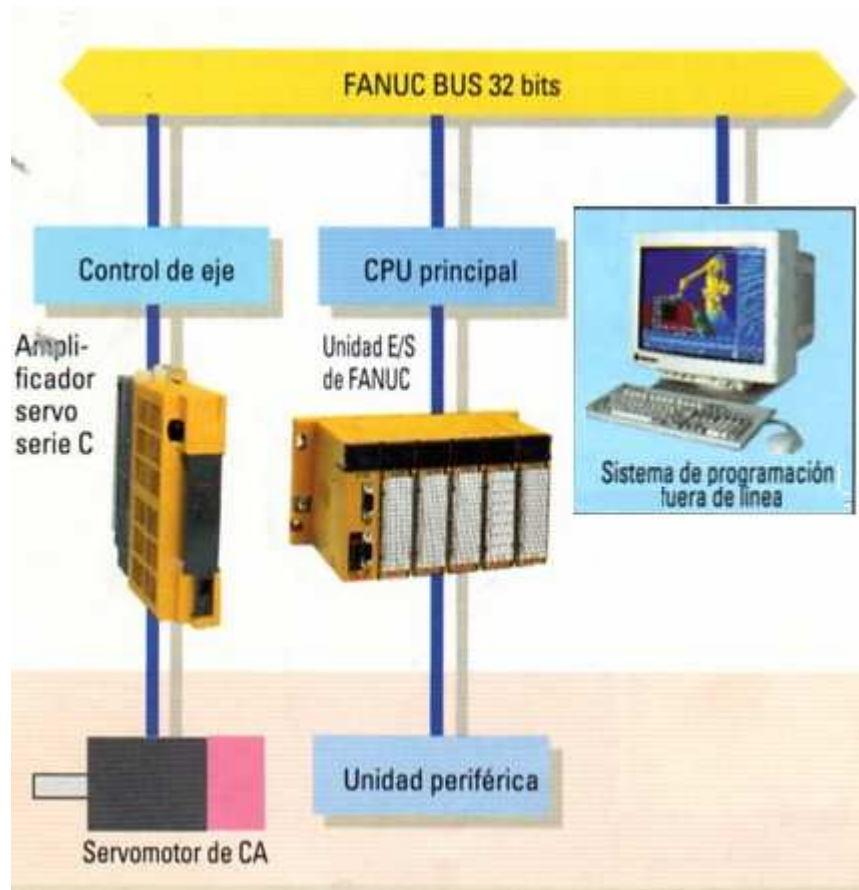 FANUC BUS 32 bits
Control de eje
CPU principal
Ampli-
ficador
servo
serie C
Unidad E/S
de FANUC
Sistema de programación
fuera de línea
Unidad periférica
Servomotor de CA